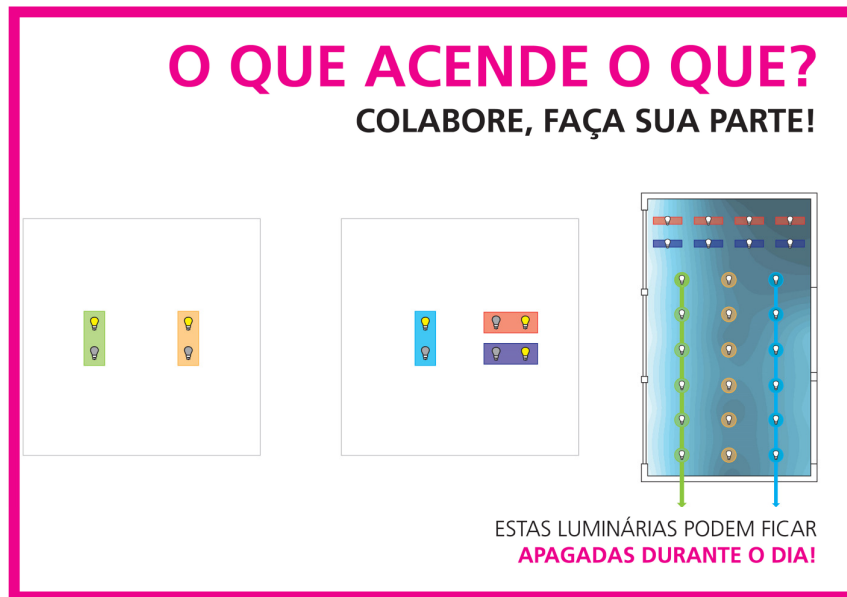 O QUE ACENDE O QUE?
COLABORE, FAÇA SUA PARTE!
ESTAS LUMINÁRIAS PODEM FICAR
APAGADAS DURANTE O DIA!